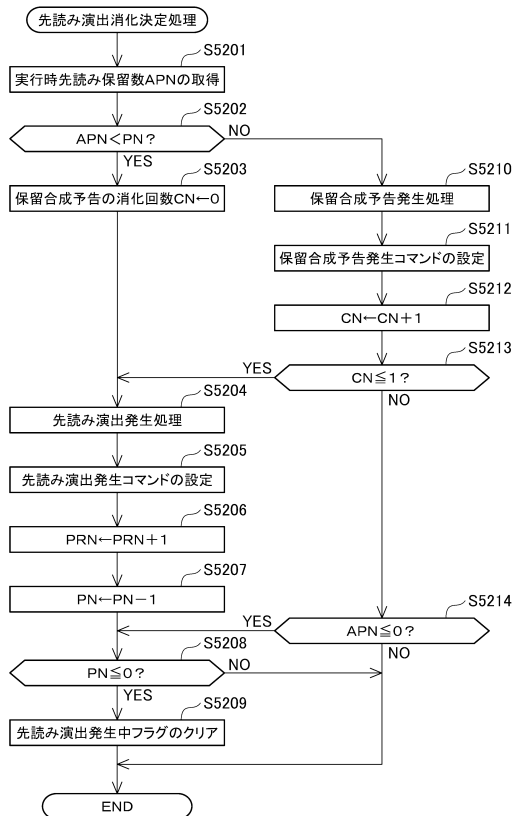 先読み演出消化決定処理
S5201
実行時先読み保留数APNの取得
S5202
APN<PN?
NO
YES
S5203
保留合成予告の消化回数CN←0
S5210
保留合成予告発生処理
S5211
保留合成予告発生コマンドの設定
S5212
CN←CN+1
S5213
CN≦1?
YES
NO
S5204
先読み演出発生処理
S5205
先読み演出発生コマンドの設定
S5206
PRN←PRN+1
S5207
PN←PN−1
S5214
APN≦0?
YES
NO
S5208
PN≦0?
NO
YES
S5209
先読み演出発生中フラグのクリア
END